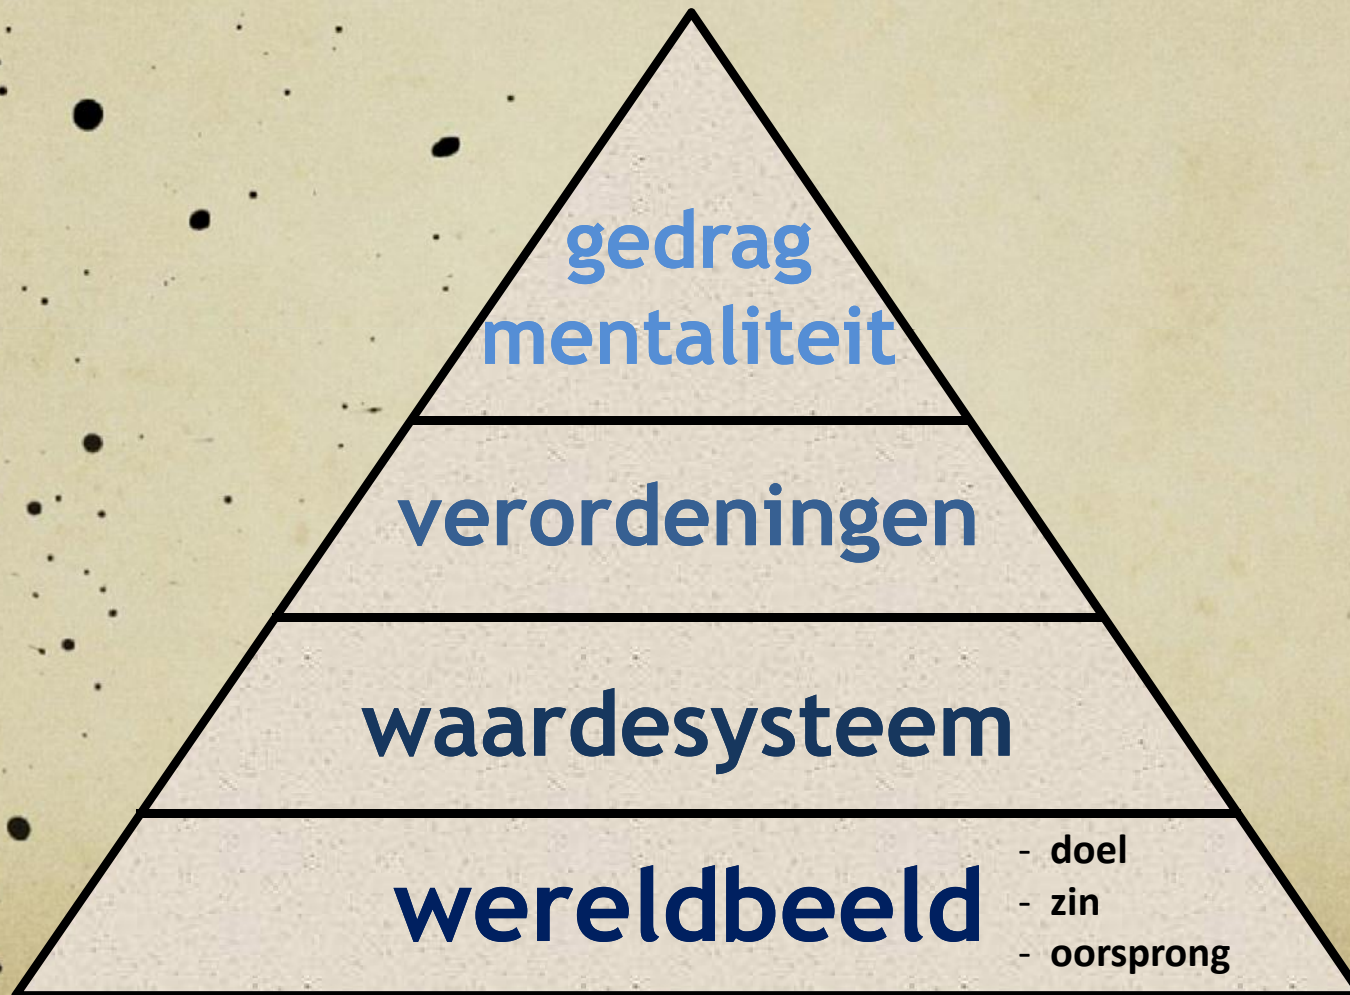 gedrag
mentaliteit
verordeningen
waardesysteem
wereldbeeld
- doel
- zin
- oorsprong